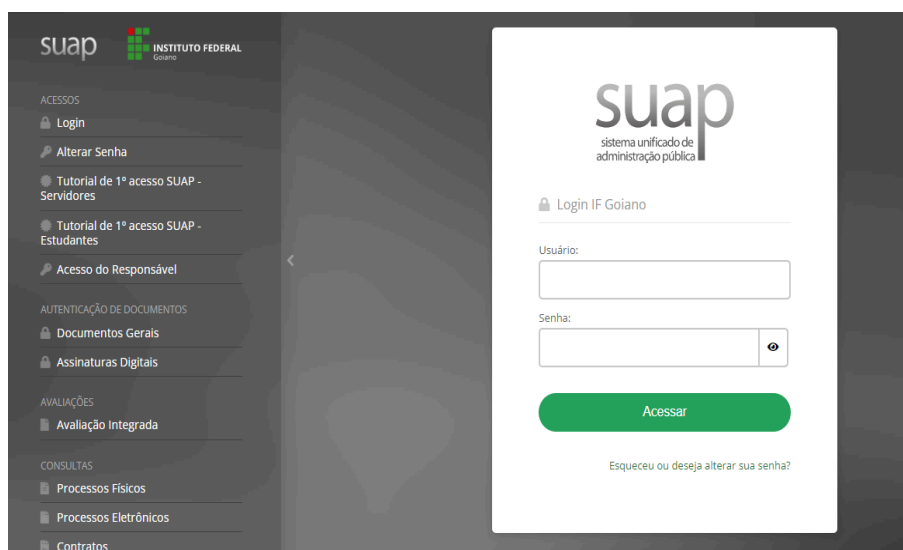 suap
INSTITUTO FEDERAL
Goiano
ACESSOS
Login
Alterar Senha
Tutorial de 1º acesso SUAP -
Servidores
Tutorial de 1º acesso SUAP -
Estudantes
Acesso do Responsável
AUTENTICAÇÃO DE DOCUMENTOS
Documentos Gerais
Assinaturas Digitais
AVALIAÇÕES
Avaliação Integrada
CONSULTAS
Processos Físicos
Processos Eletrônicos
Contratos
suap
sistema unificado de
administração pública
Login IF Goiano
Usuário:
Senha:
Acessar
Esqueceu ou deseja alterar sua senha?